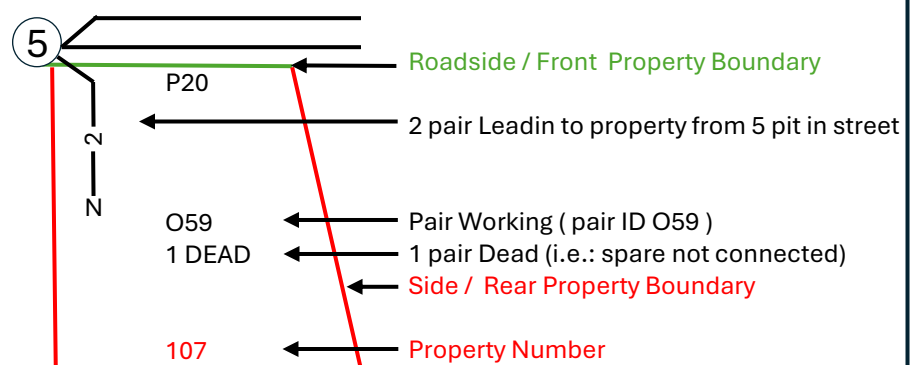 5
Roadside / Front Property Boundary
P20
2 pair Leadin to property from 5 pit in street
2
N
O59
Pair Working ( pair ID O59 )
1 DEAD
1 pair Dead (i.e.: spare not connected)
Side / Rear Property Boundary
107
Property Number